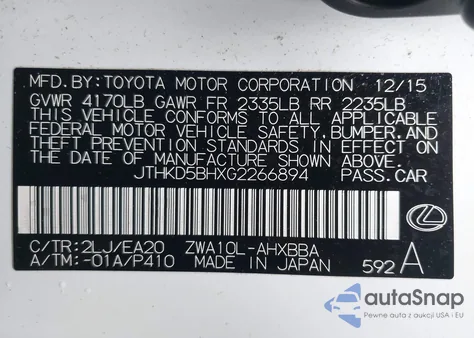 MFD.BY: TOYOTA MOTOR CORPORATION 12/15
GVWR 4170LB GAWR FR 2335LB RR 2235LB
THIS VEHICLE CONFORMS TO ALL APPLICABLE
FEDERAL MOTOR VEHICLE SAFETY, BUMPER, AND
THEFT PREVENTION STANDARDS IN EFFECT ON
THE DATE OF MANUFACTURE SHOWN ABOVE.
JTHKD5BHXG2266894 PASS.CAR
C/TR:2LJ/EA20 ZWA10L-AHXBBA
A/TM:-01A/P410 MADE IN JAPAN 592 A
autoSnap
Pewne auta z aukcji USA i EU